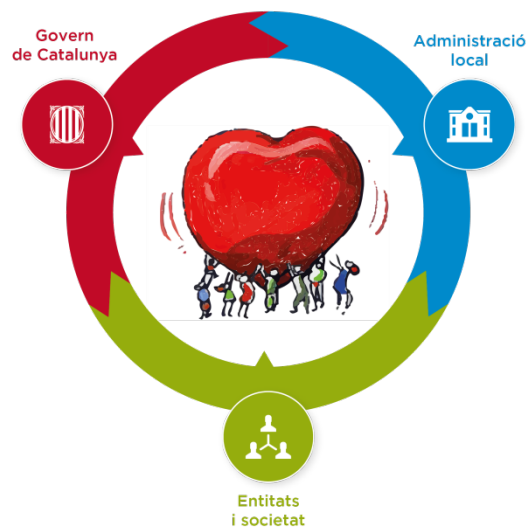 Govern
de Catalunya
Administració
local
Entitats
i societat